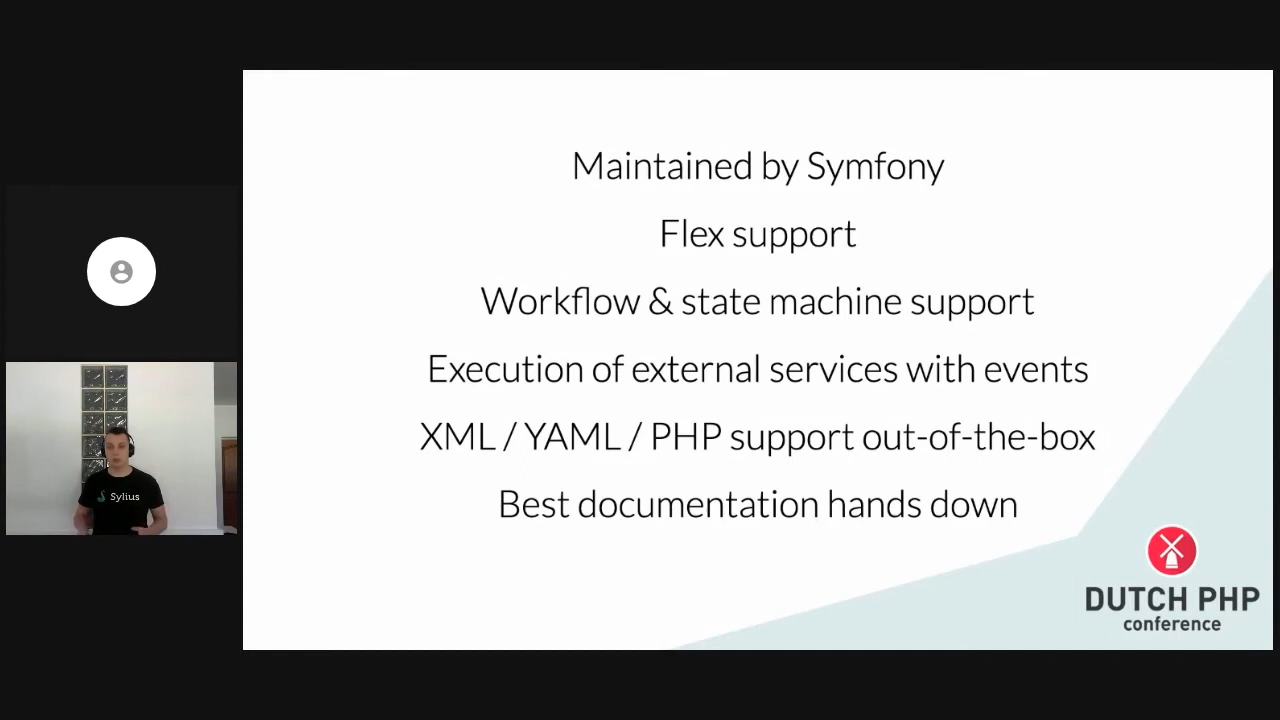 Maintained by Symfony
Flex support
Workflow & state machine support
Execution of external services with events
XML / YAML / PHP support out-of-the-box
Best documentation hands down
Sylius
DUTCH PHP
conference